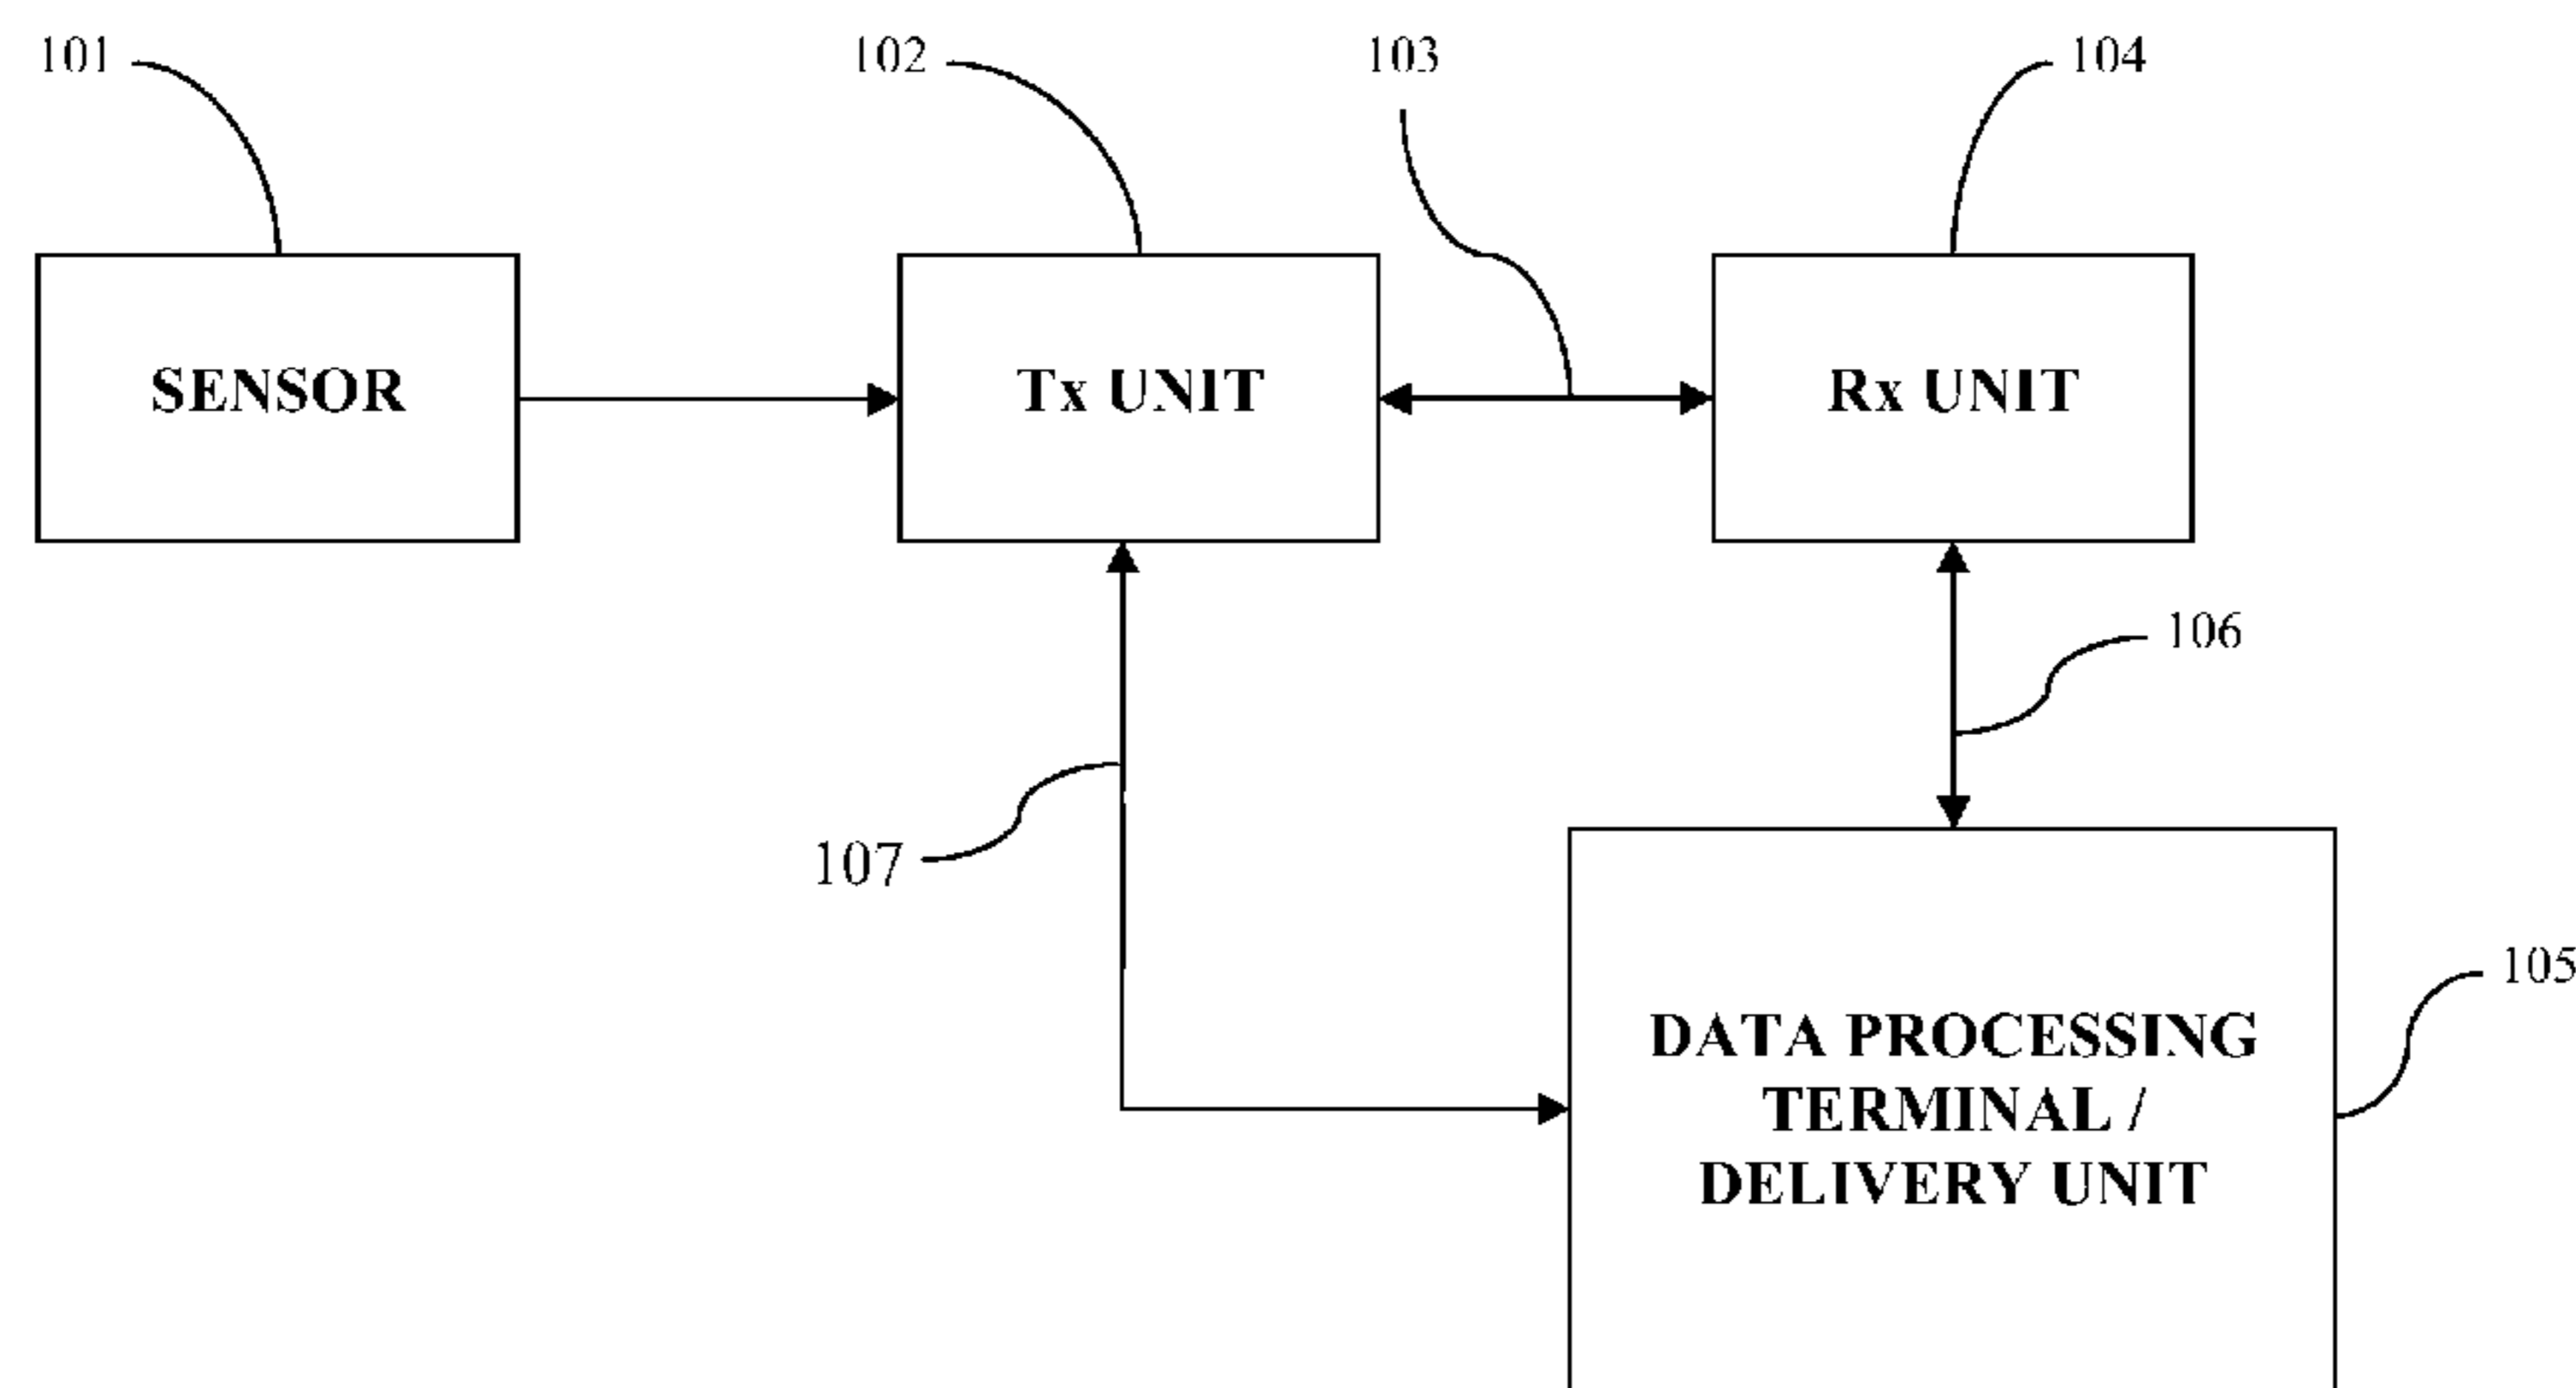 101
102
103
104
SENSOR
Tx UNIT
Rx UNIT
106
107
105
DATA PROCESSING
TERMINAL /
DELIVERY UNIT